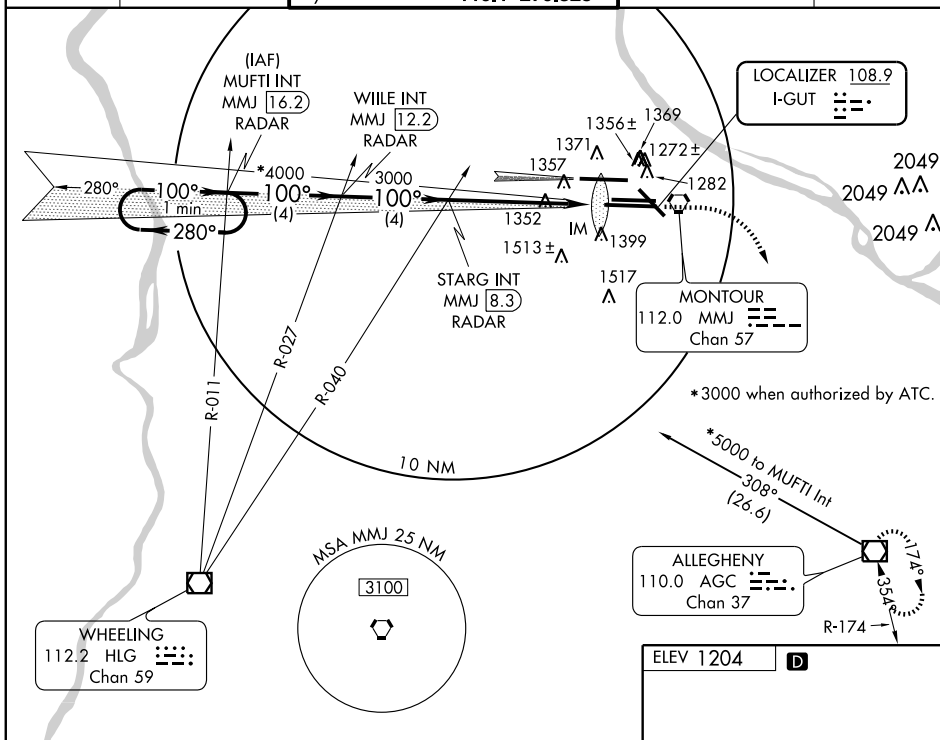 (IAF)
MUFTI INT
MMJ 16.2
RADAR
WIILE INT
MMJ 12.2
RADAR
LOCALIZER 108.9
I-GUT
1369
1356±
1371
1272±
1357
1282
2049
2049
2049
*4000
3000
280°
100°
1 min
100°
(4)
100°
(4)
280°
1352
IM
1399
1513±
1517
STARG INT
MMJ 8.3
RADAR
MONTOUR
112.0 MMJ
Chan 57
R-011
R-027
R-040
*3000 when authorized by ATC.
10 NM
*5000 to MUFTI Int
308°
(26.6)
MSA MMJ 25 NM
3100
ALLEGHENY
110.0 AGC
Chan 37
174°
354°
R-174
WHEELING
112.2 HLG
Chan 59
ELEV 1204
D